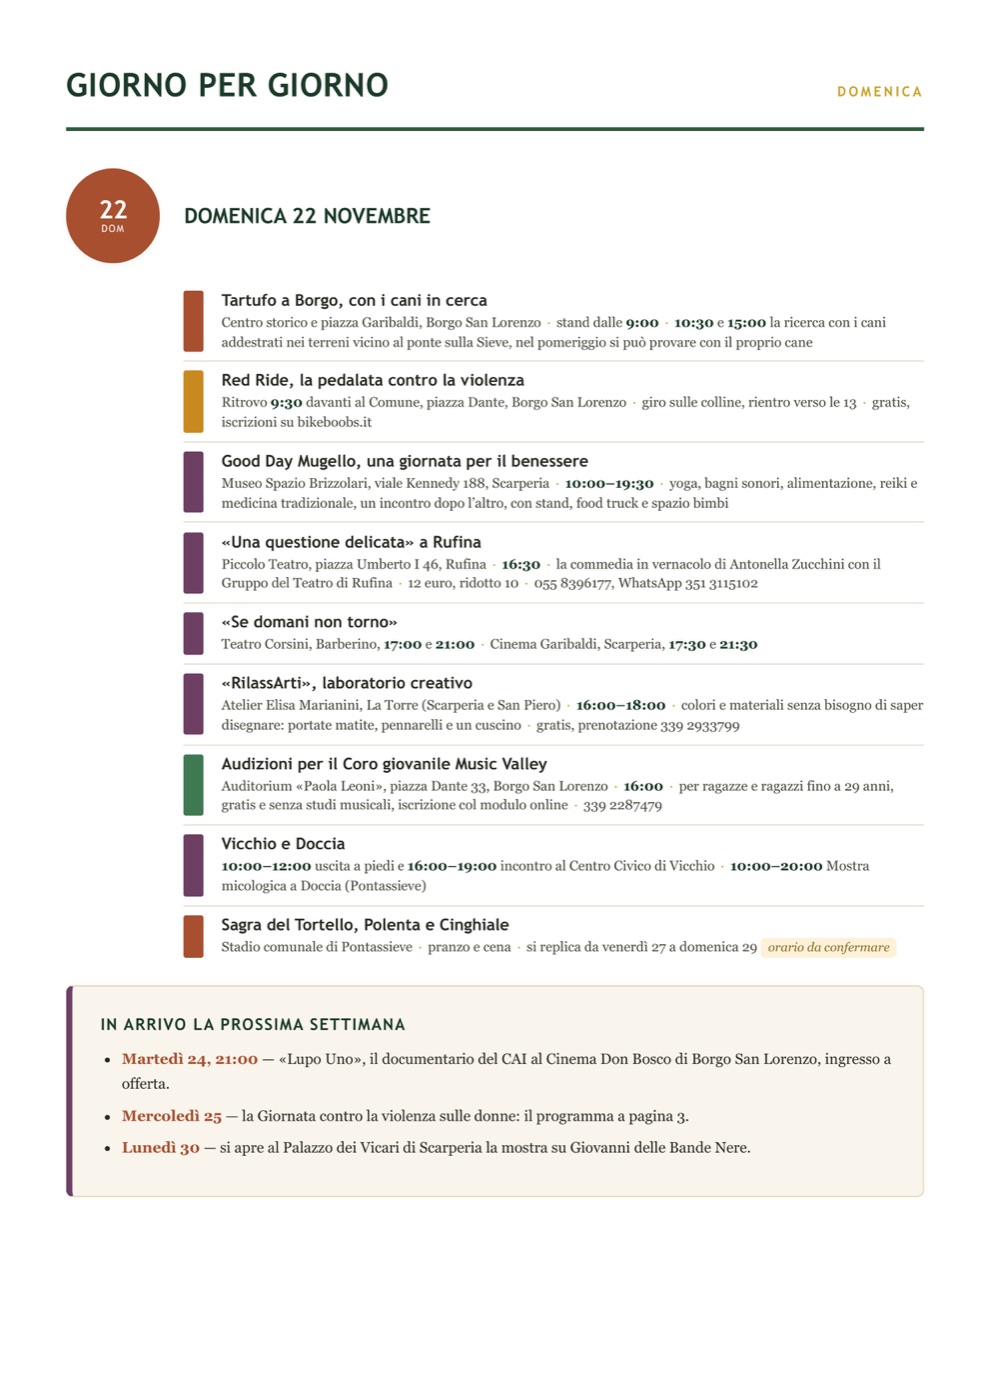 GIORNO PER GIORNO
DOMENICA
22
DOM
DOMENICA 22 NOVEMBRE
Tartufo a Borgo, con i cani in cerca
Centro storico e piazza Garibaldi, Borgo San Lorenzo · stand dalle 9:00 · 10:30 e 15:00 la ricerca con i cani
addestrati nei terreni vicino al ponte sulla Sieve, nel pomeriggio si può provare con il proprio cane
Red Ride, la pedalata contro la violenza
Ritrovo 9:30 davanti al Comune, piazza Dante, Borgo San Lorenzo · giro sulle colline, rientro verso le 13 · gratis,
iscrizioni su bikeboobs.it
Good Day Mugello, una giornata per il benessere
Museo Spazio Brizzolari, viale Kennedy 188, Scarperia · 10:00–19:30 · yoga, bagni sonori, alimentazione, reiki e
medicina tradizionale, un incontro dopo l’altro, con stand, food truck e spazio bimbi
«Una questione delicata» a Rufina
Piccolo Teatro, piazza Umberto I 46, Rufina · 16:30 · la commedia in vernacolo di Antonella Zucchini con il
Gruppo del Teatro di Rufina · 12 euro, ridotto 10 · 055 8396177, WhatsApp 351 3115102
«Se domani non torno»
Teatro Corsini, Barberino, 17:00 e 21:00 · Cinema Garibaldi, Scarperia, 17:30 e 21:30
«RilassArti», laboratorio creativo
Atelier Elisa Marianini, La Torre (Scarperia e San Piero) · 16:00–18:00 · colori e materiali senza bisogno di saper
disegnare: portate matite, pennarelli e un cuscino · gratis, prenotazione 339 2933799
Audizioni per il Coro giovanile Music Valley
Auditorium «Paola Leoni», piazza Dante 33, Borgo San Lorenzo · 16:00 · per ragazze e ragazzi fino a 29 anni,
gratis e senza studi musicali, iscrizione col modulo online · 339 2287479
Vicchio e Doccia
10:00–12:00 uscita a piedi e 16:00–19:00 incontro al Centro Civico di Vicchio · 10:00–20:00 Mostra
micologica a Doccia (Pontassieve)
Sagra del Tortello, Polenta e Cinghiale
Stadio comunale di Pontassieve · pranzo e cena · si replica da venerdì 27 a domenica 29 orario da confermare
IN ARRIVO LA PROSSIMA SETTIMANA
• Martedì 24, 21:00 — «Lupo Uno», il documentario del CAI al Cinema Don Bosco di Borgo San Lorenzo, ingresso a
offerta.
• Mercoledì 25 — la Giornata contro la violenza sulle donne: il programma a pagina 3.
• Lunedì 30 — si apre al Palazzo dei Vicari di Scarperia la mostra su Giovanni delle Bande Nere.